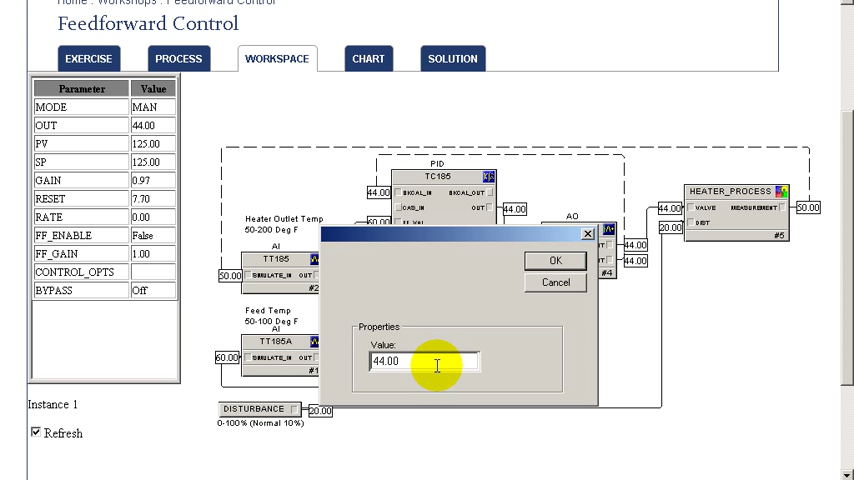 Home : Workshops : Feedforward Control
Feedforward Control
EXERCISE
PROCESS
WORKSPACE
CHART
SOLUTION
Parameter Value
MODE MAN
OUT 44.00
PV 125.00
SP 125.00
GAIN 0.97
RESET 7.70
RATE 0.00
FF_ENABLE False
FF_GAIN 1.00
CONTROL_OPTS
BYPASS Off
Instance 1
Refresh
PID
TC185
44.00 BKCAL_IN BKCAL_OUT
60.00 CAS_IN OUT 44.00
FF_VAL
Heater Outlet Temp
50-200 Deg F
AI
TT185
50.00 SIMULATE_IN OUT
#2
Feed Temp
50-100 Deg F
AI
TT185A
60.00 SIMULATE_IN OUT
#1
DISTURBANCE 20.00
0-100% (Normal 10%)
AO
44.00
44.00
#4
HEATER_PROCESS
44.00 VALVE MEASUREMENT 50.00
20.00 DIST
#5
OK
Cancel
Properties
Value:
44.00